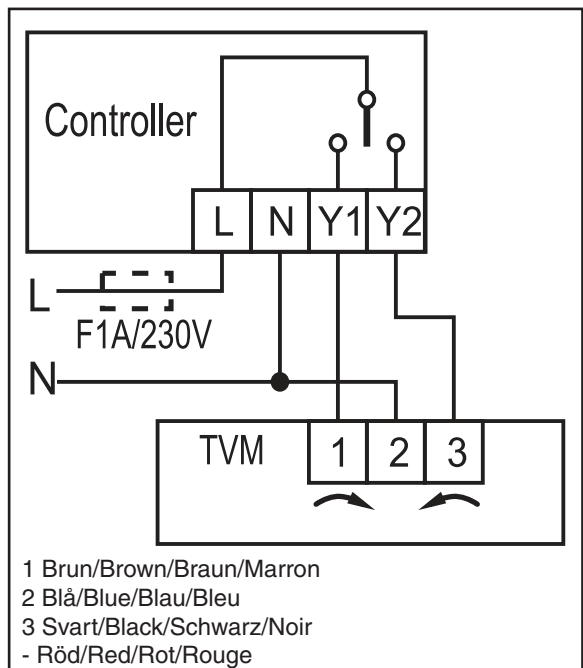 Controller
L N Y1 Y2
L
F1A/230V
N
TVM 1 2 3
1 Brun/Brown/Braun/Marron
2 Blå/Blue/Blau/Bleu
3 Svart/Black/Schwarz/Noir
- Röd/Red/Rot/Rouge